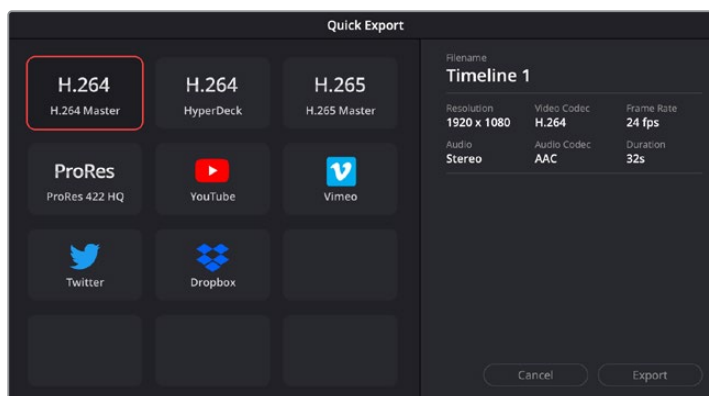 Quick Export
H.264
H.264 Master
H.264
HyperDeck
H.265
H.265 Master
ProRes
ProRes 422 HQ
YouTube
Vimeo
Twitter
Dropbox
Filename
Timeline 1
Resolution Video Codec Frame Rate
1920 x 1080 H.264 24 fps
Audio Audio Codec Duration
Stereo AAC 32s
Cancel Export